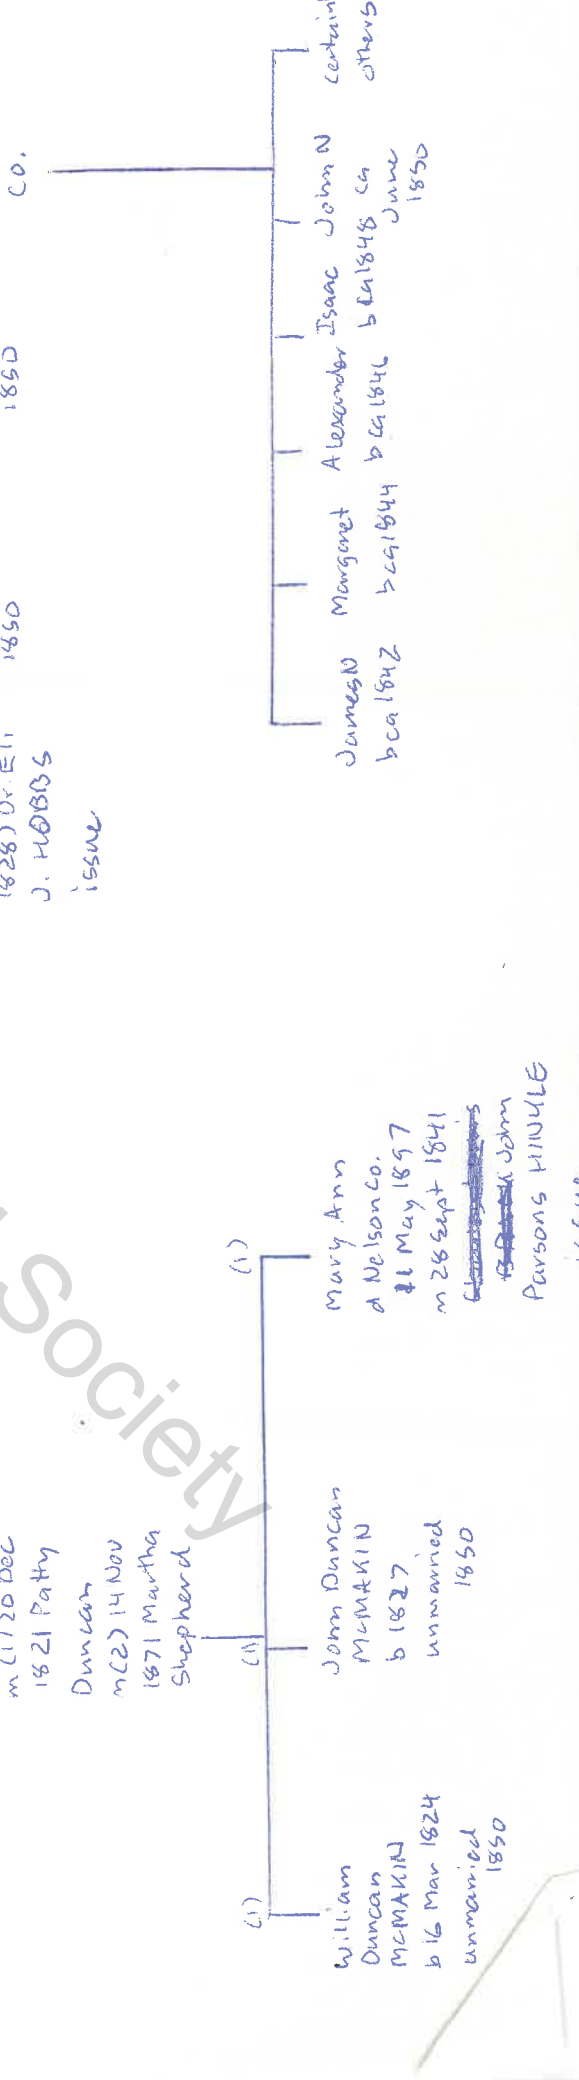 m(1) 20 Dec
1821 Patty
Duncan
m(2) 14 Nov
1871 Martha
Shepherd
(1)
William
Duncan
McMAKIN
b 16 Mar 1824
unmarried
1850
(1)
John Duncan
McMAKIN
b 1827
unmarried
1850
(1)
Mary Ann
d Nelson Co.
11 May 1857
m 28 Sept 1841
John
Parsons HINKLE
1828) Dr. Eli
J. HOBBS
issue
1850
1850
Co.
James N
b ca 1842
Margaret
b ca 1844
Alexander
b ca 1846
Isaac
b ca 1848
John N
ca
June
1850
certain
others
Society